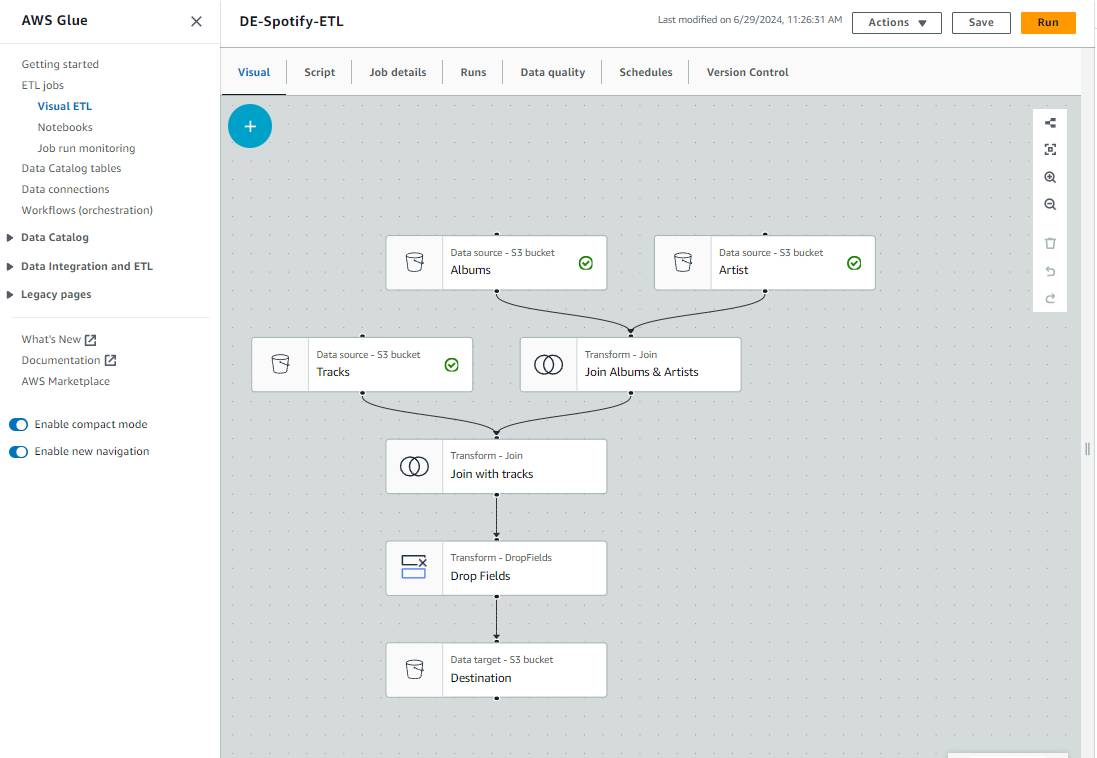 AWS Glue
Getting started
ETL jobs
Visual ETL
Notebooks
Job run monitoring
Data Catalog tables
Data connections
Workflows (orchestration)
Data Catalog
Data Integration and ETL
Legacy pages
What's New
Documentation
AWS Marketplace
Enable compact mode
Enable new navigation
DE-Spotify-ETL
Last modified on 6/29/2024, 11:26:31 AM
Actions
Save
Run
Visual
Script
Job details
Runs
Data quality
Schedules
Version Control
Data source - S3 bucket
Albums
Data source - S3 bucket
Artist
Data source - S3 bucket
Tracks
Transform - Join
Join Albums & Artists
Transform - Join
Join with tracks
Transform - DropFields
Drop Fields
Data target - S3 bucket
Destination